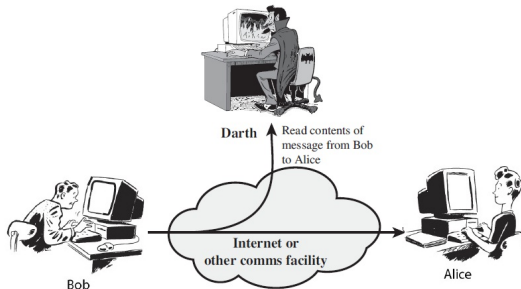 Darth
Read contents of
message from Bob
to Alice
Internet or
other comms facility
Bob
Alice